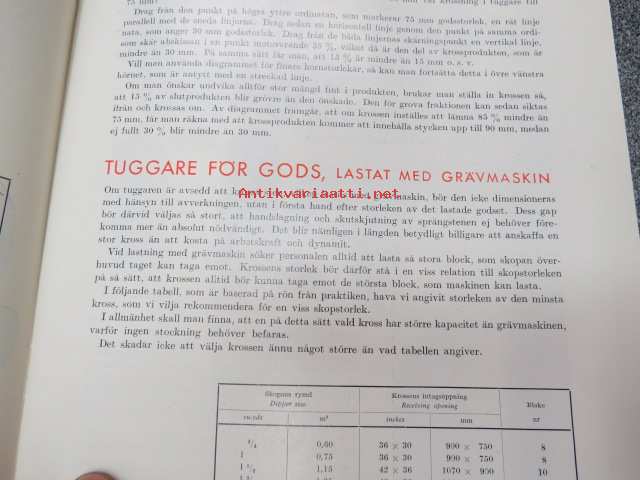 75 mm?
Drag från den punkt på högra yttre ordinatan, som markerar 75 mm godsstorlek, en rät linje
parallell med de sneda linjerna. Drag sedan en horisontell linje genom den punkt på samma ordi-
nata, som anger 30 mm godsstorlek. Drag från de båda linjernas skärningspunkt en vertikal linje,
som skär abskissan i en punkt motsvarande 35 %, vilket då är den del av krossprodukten, som är
mindre än 30 mm. På samma sätt får man, att 15 % är mindre än 15 mm o. s. v.
Vill men använda diagrammet för finare kornstorlekar, så kan man fortsätta detta i övre vänstra
hörnet, som är antytt med en streckad linje.
Om man önskar undvika alltför stor mängd fint i produkten, brukar man ställa in krossen så,
att 15 % av slutprodukten blir grövre än den önskade. Den för grova fraktionen kan sedan siktas
ifrån och krossas om. Av diagrammet framgår, att om krossen inställes att lämna 85 % mindre än
75 mm, får man räkna med att krossprodukten kommer att innehålla stycken upp till 90 mm, medan
ej fullt 30 % blir mindre än 30 mm.
TUGGARE FÖR GODS, LASTAT MED GRÄVMASKIN
Om tuggaren är avsedd att maskin, bör den icke dimensioneras
Antikvariaatti.net
med hänsyn till avverkningen, utan i första hand efter storleken av det lastade godset. Dess gap
bör därvid väljas så stort, att handslagning och skutskjutning av sprängstenen ej behöver före-
komma mer än absolut nödvändigt. Det blir nämligen i längden betydligt billigare att anskaffa en
stor kross än att kosta på arbetskraft och dynamit.
Vid lastning med grävmaskin söker personalen alltid att lasta så stora block, som skopan över-
huvud taget kan taga emot. Krossens storlek bör därför stå i en viss relation till skopstorleken
på så sätt, att krossen alltid bör kunna taga emot de största block, som maskinen kan lasta.
I följande tabell, som är baserad på rön från praktiken, hava vi angivit storleken av den minsta
kross, som vi vilja rekommendera för en viss skopstorlek.
I allmänhet skall man finna, att en på detta sätt vald kross har större kapacitet än grävmaskinen,
varför ingen stockning behöver befaras.
Det skadar icke att välja krossen ännu något större än vad tabellen angiver.
Skopans rymd Krossens intagsöppning Blake
Dipper size Receiving opening
cu.yds m³ inches mm nr
3/4 0,60 36 × 30 900 × 750 8
1 0,75 36 × 30 900 × 750 8
1 1/2 1,15 42 × 36 1070 × 900 10